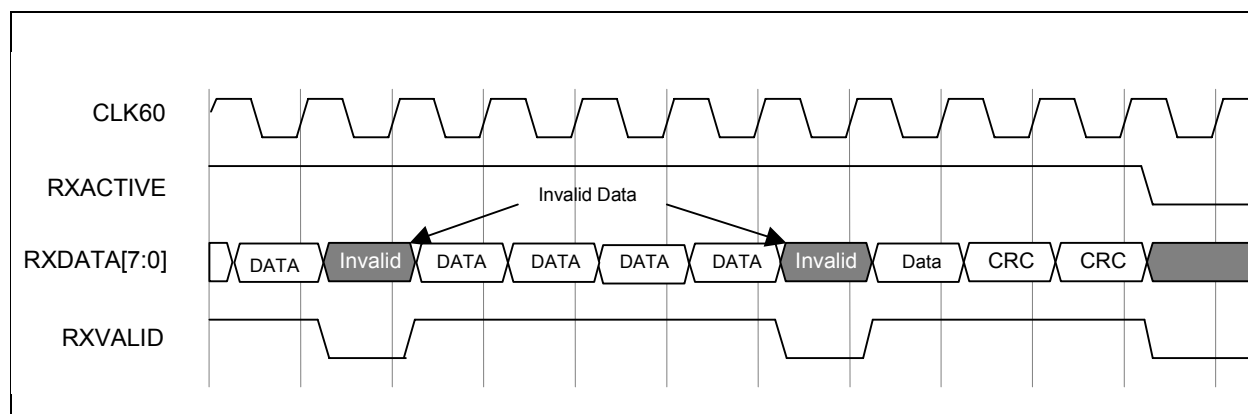 CLK60
RXACTIVE
Invalid Data
RXDATA[7:0] DATA Invalid DATA DATA DATA DATA Invalid Data CRC CRC
RXVALID